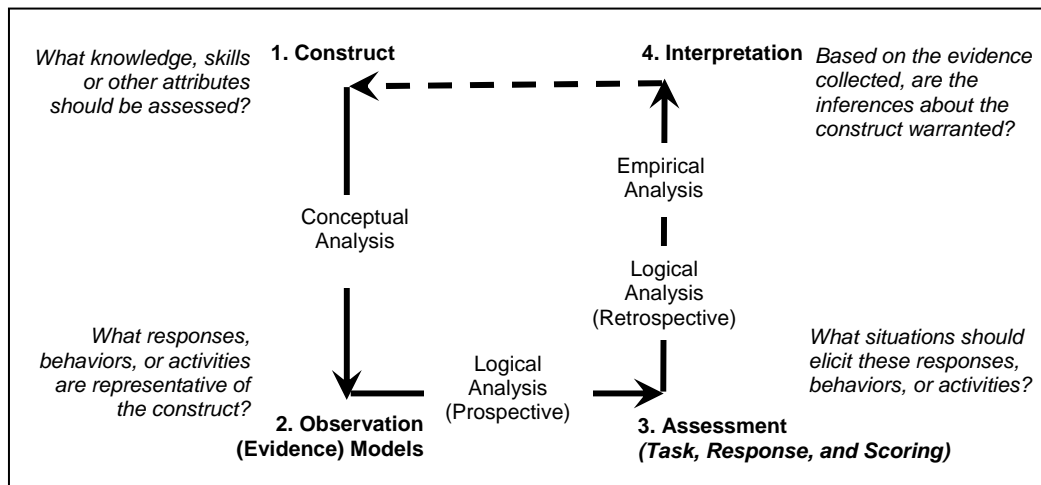 What knowledge, skills
or other attributes
should be assessed?
1. Construct
4. Interpretation
Based on the evidence
collected, are the
inferences about the
construct warranted?
Conceptual
Analysis
Empirical
Analysis
Logical
Analysis
(Retrospective)
What responses,
behaviors, or activities
are representative of
the construct?
Logical
Analysis
(Prospective)
What situations should
elicit these responses,
behaviors, or activities?
2. Observation
(Evidence) Models
3. Assessment
(Task, Response, and Scoring)